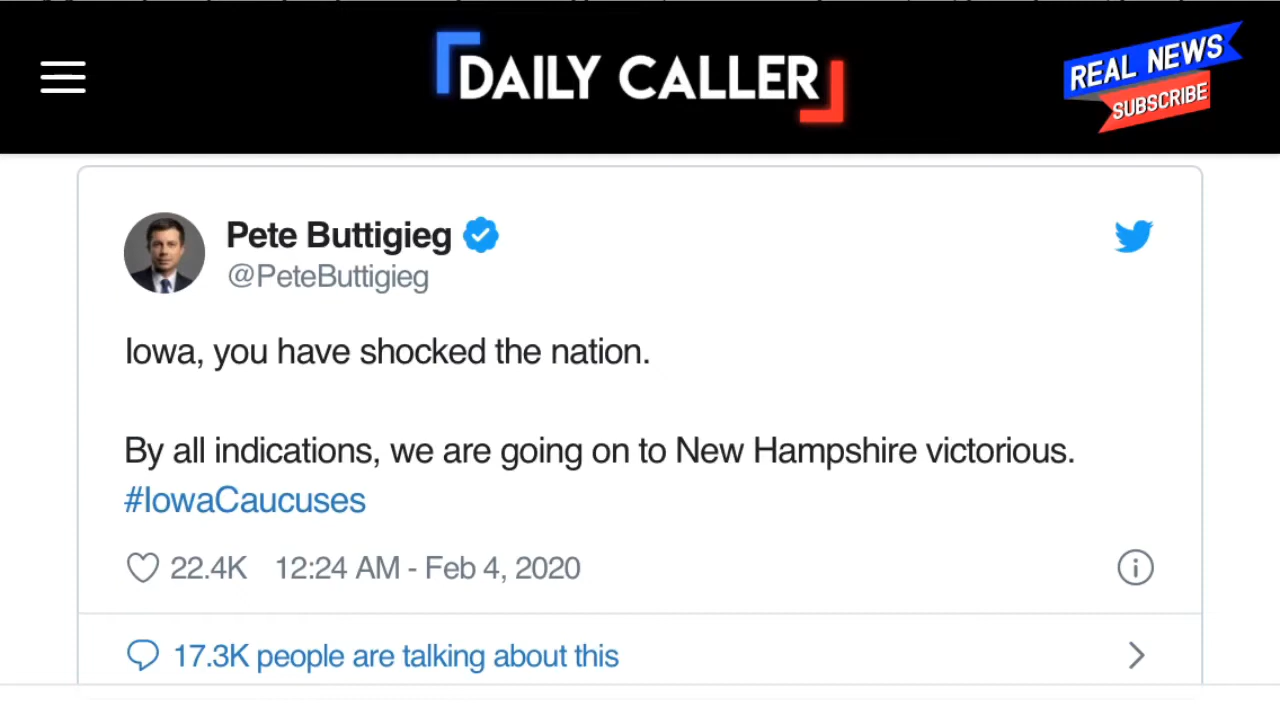 DAILY CALLER
REAL NEWS
SUBSCRIBE
Pete Buttigieg
@PeteButtigieg
Iowa, you have shocked the nation.
By all indications, we are going on to New Hampshire victorious.
#IowaCaucuses
22.4K 12:24 AM - Feb 4, 2020
17.3K people are talking about this